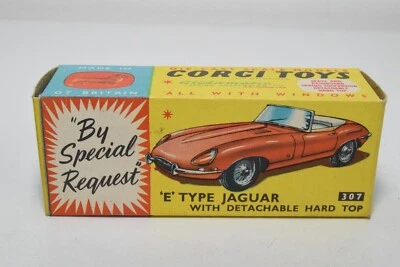 MADE IN
GT. BRITAIN
CORGI TOYS
ALL WITH WINDOWS
"By
Special
Request"
'E' TYPE JAGUAR
WITH DETACHABLE HARD TOP
307